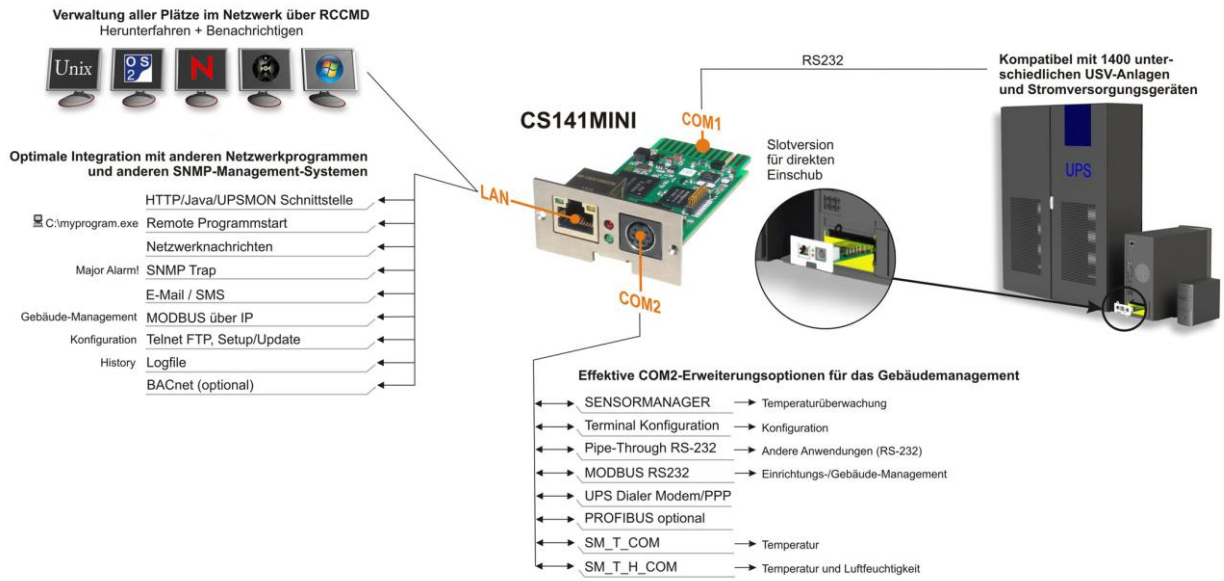 Verwaltung aller Plätze im Netzwerk über RCCMD
Herunterfahren + Benachrichtigen
Unix
OS
2
N
Optimale Integration mit anderen Netzwerkprogrammen
und anderen SNMP-Management-Systemen
HTTP/Java/UPSMON Schnittstelle
C:\myprogram.exe Remote Programmstart
Netzwerknachrichten
Major Alarm! SNMP Trap
E-Mail / SMS
Gebäude-Management MODBUS über IP
Konfiguration Telnet FTP, Setup/Update
History Logfile
BACnet (optional)
LAN
CS141MINI
COM1
COM2
RS232
Slotversion
für direkten
Einschub
Kompatibel mit 1400 unter-
schiedlichen USV-Anlagen
und Stromversorgungsgeräten
UPS
Effektive COM2-Erweiterungsoptionen für das Gebäudemanagement
SENSORMANAGER Temperaturüberwachung
Terminal Konfiguration Konfiguration
Pipe-Through RS-232 Andere Anwendungen (RS-232)
MODBUS RS232 Einrichtungs-/Gebäude-Management
UPS Dialer Modem/PPP
PROFIBUS optional
SM_T_COM Temperatur
SM_T_H_COM Temperatur und Luftfeuchtigkeit